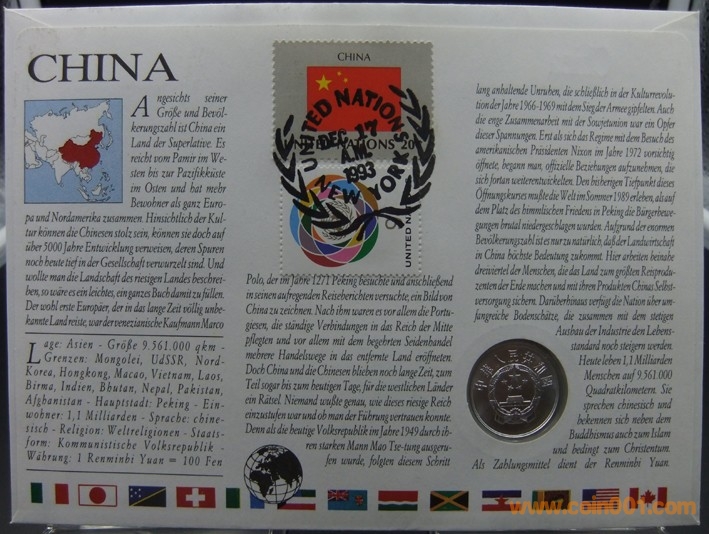 CHINA
Angesichts seiner
Größe und Bevöl-
kerungszahl ist China ein
Land der Superlative. Es
reicht vom Pamir im We-
sten bis zur Pazifikküste
im Osten und hat mehr
Bewohner als ganz Euro-
pa und Nordamerika zusammen. Hinsichtlich der Kul-
tur können die Chinesen stolz sein, können sie doch auf
über 5000 Jahre Entwicklung verweisen, deren Spuren
noch heute tief in der Gesellschaft verwurzelt sind. Und
wollte man die Landschaft des riesigen Landes beschrei-
ben, so wäre es ein leichtes, ein ganzes Buch damit zu füllen.
Der wohl erste Europäer, der in das lange Zeit völlig unbe-
kannte Land reiste, war der venezianische Kaufmann Marco
Lage: Asien - Größe 9.561.000 qkm -
Grenzen: Mongolei, UdSSR, Nord-
Korea, Hongkong, Macao, Vietnam, Laos,
Birma, Indien, Bhutan, Nepal, Pakistan,
Afghanistan - Hauptstadt: Peking - Ein-
wohner: 1,1 Milliarden - Sprache: chine-
sisch - Religion: Weltreligionen - Staats-
form: Kommunistische Volksrepublik -
Währung: 1 Renminbi Yuan = 100 Fen
CHINA
UNITED NATIONS 20
UNITED NATIONS
DEC 17
A.M.
1993
NEW YORK
UNITED NA
Polo, der im Jahre 1271 Peking besuchte und anschließend
in seinen aufregenden Reiseberichten versuchte, ein Bild von
China zu zeichnen. Nach ihm waren es vor allem die Portu-
giesen, die ständige Verbindungen in das Reich der Mitte
pflegten und vor allem mit dem begehrten Seidenhandel
mehrere Handelswege in das entfernte Land eröffneten.
Doch China und die Chinesen blieben noch lange Zeit, zum
Teil sogar bis zum heutigen Tage, für die westlichen Länder
ein Rätsel. Niemand wußte genau, wie dieses riesige Reich
einzustufen war und ob man der Führung vertrauen konnte.
Denn als die heutige Volksrepublik im Jahre 1949 durch ih-
ren starken Mann Mao Tse-tung ausgeru-
fen wurde, folgten diesem Schritt
lang anhaltende Unruhen, die schließlich in der Kulturrevolu-
tion der Jahre 1966-1969 mit dem Sieg der Armee gipfelten. Auch
die enge Zusammenarbeit mit der Sowjetunion war ein Opfer
dieser Spannungen. Erst als sich das Regime mit dem Besuch des
amerikanischen Präsidenten Nixon im Jahre 1972 vorsichtig
öffnete, begann man, offizielle Beziehungen aufzunehmen, die
sich fortan weiterentwickelten. Den bisherigen Tiefpunkt dieses
Öffnungskurses mußte die Welt im Sommer 1989 erleben, als auf
dem Platz des himmlischen Friedens in Peking die Bürgerbewe-
gungen brutal niedergeschlagen wurden. Aufgrund der enormen
Bevölkerungszahl ist es nur zu natürlich, daß der Landwirtschaft
in China höchste Bedeutung zukommt. Hier arbeiten beinahe
dreiviertel der Menschen, die das Land zum größten Reisprodu-
zenten der Erde machen und mit ihren Produkten Chinas Selbst-
versorgung sichern. Darüberhinaus verfügt die Nation über um-
fangreiche Bodenschätze, die zusammen mit dem stetigen
Ausbau der Industrie den Lebens-
standard noch steigern werden.
Heute leben 1,1 Milliarden
Menschen auf 9.561.000
Quadratkilometern. Sie
sprechen chinesisch und
bekennen sich neben dem
Buddhismus auch zum Islam
und bedingt zum Christentum.
Als Zahlungsmittel dient der Renminbi Yuan.
中华人民共和国
www.coin001.com